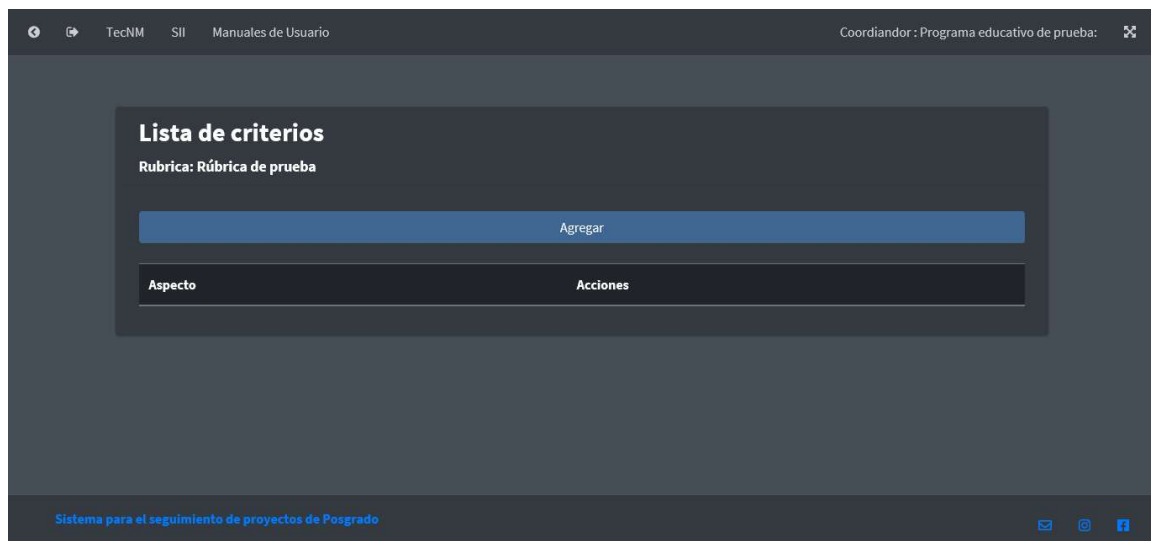 TecNM SII Manuales de Usuario Coordiandor : Programa educativo de prueba:
Lista de criterios
Rubrica: Rúbrica de prueba
Agregar
Aspecto Acciones
Sistema para el seguimiento de proyectos de Posgrado